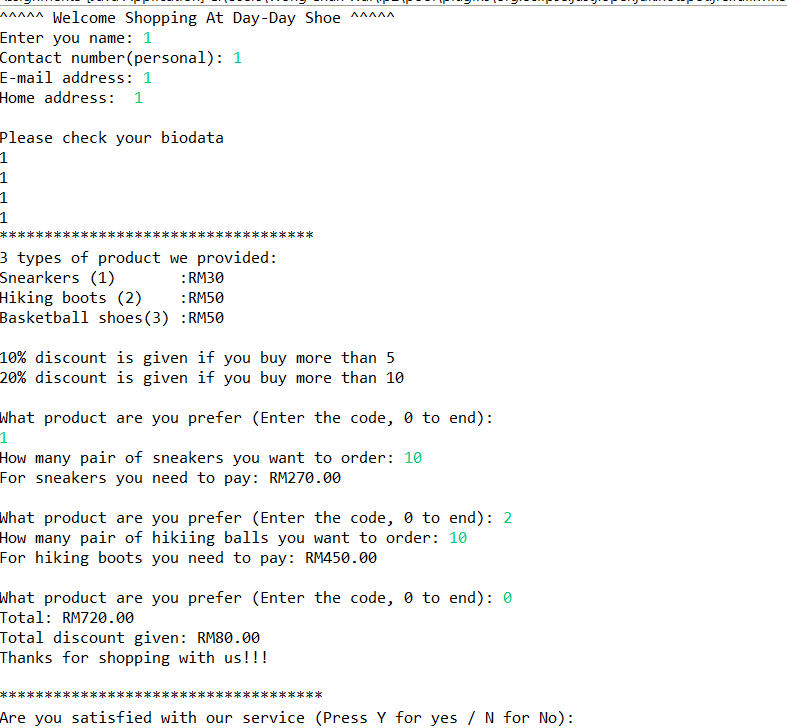 ^^^^^ Welcome Shopping At Day-Day Shoe ^^^^^
Enter you name: 1
Contact number(personal): 1
E-mail address: 1
Home address:  1
Please check your biodata
1
1
1
1
***********************************
3 types of product we provided:
Snearkers (1)       :RM30
Hiking boots (2)    :RM50
Basketball shoes(3) :RM50
10% discount is given if you buy more than 5
20% discount is given if you buy more than 10
What product are you prefer (Enter the code, 0 to end):
1
How many pair of sneakers you want to order: 10
For sneakers you need to pay: RM270.00
What product are you prefer (Enter the code, 0 to end): 2
How many pair of hikiing balls you want to order: 10
For hiking boots you need to pay: RM450.00
What product are you prefer (Enter the code, 0 to end): 0
Total: RM720.00
Total discount given: RM80.00
Thanks for shopping with us!!!
************************************
Are you satisfied with our service (Press Y for yes / N for No):